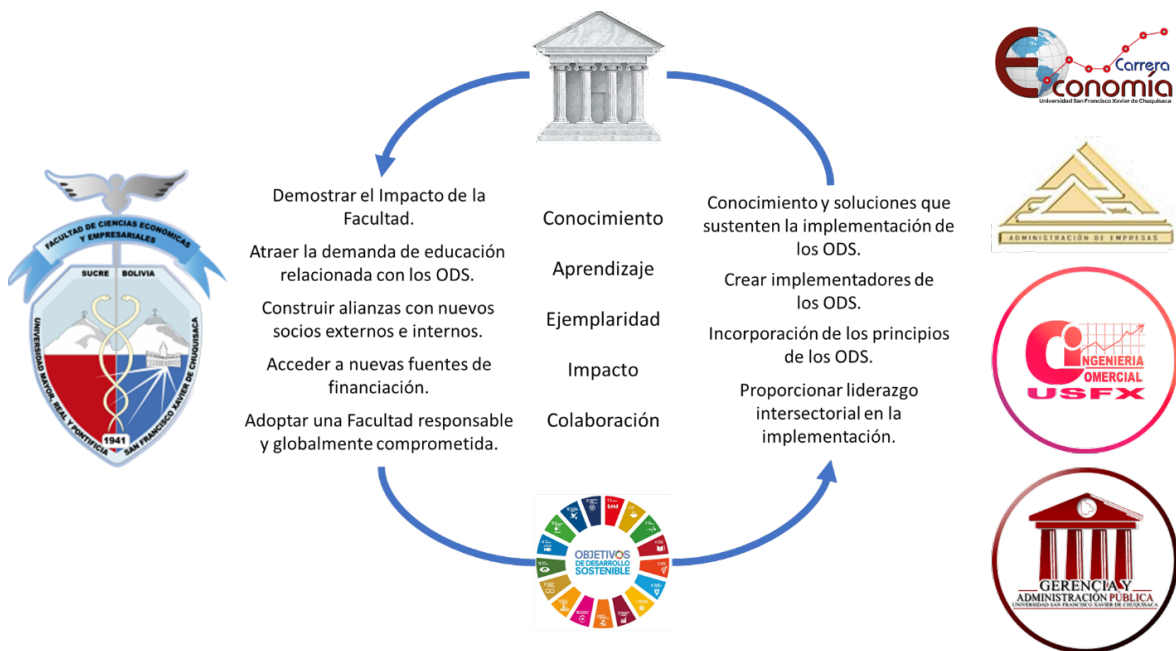 FACULTAD DE CIENCIAS ECONÓMICAS
Y EMPRESARIALES
SUCRE BOLIVIA
UNIVERSIDAD MAYOR, REAL Y PONTIFICIA
SAN FRANCISCO XAVIER DE CHUQUISACA
1941
Demostrar el Impacto de la
Facultad.
Atraer la demanda de educación
relacionada con los ODS.
Construir alianzas con nuevos
socios externos e internos.
Acceder a nuevas fuentes de
financiación.
Adoptar una Facultad responsable
y globalmente comprometida.
Conocimiento
Aprendizaje
Ejemplaridad
Impacto
Colaboración
OBJETIVOS
DE DESARROLLO
SOSTENIBLE
Conocimiento y soluciones que
sustenten la implementación de
los ODS.
Crear implementadores de
los ODS.
Incorporación de los principios
de los ODS.
Proporcionar liderazgo
intersectorial en la
implementación.
Carrera
Economía
Universidad San Francisco Xavier de Chuquisaca
ADMINISTRACIÓN DE EMPRESAS
INGENIERIA
COMERCIAL
USFX
GERENCIA Y
ADMINISTRACIÓN PÚBLICA
UNIVERSIDAD SAN FRANCISCO XAVIER DE CHUQUISACA